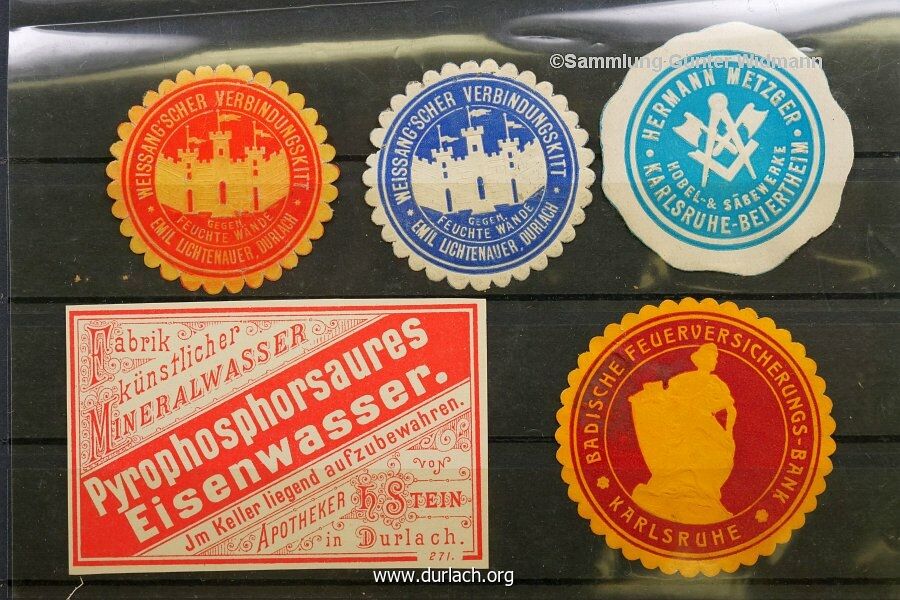 ©Sammlung Günter Widmann
WEISSANG'SCHER VERBINDUNGSKITT
GEGEN
FEUCHTE WÄNDE
* EMIL LICHTENAUER, DURLACH *
WEISSANG'SCHER VERBINDUNGSKITT
GEGEN
FEUCHTE WÄNDE
* EMIL LICHTENAUER, DURLACH *
HERMANN METZGER
HOBEL- & SÄGEWERKE
KARLSRUHE-BEIERTHEIM
Fabrik
künstlicher
MINERALWASSER
Pyrophosphorsaures
Eisenwasser.
Jm Keller liegend aufzubewahren.
VON
APOTHEKER H. STEIN
in Durlach.
271.
BADISCHE FEUERVERSICHERUNGS-BANK
KARLSRUHE
www.durlach.org